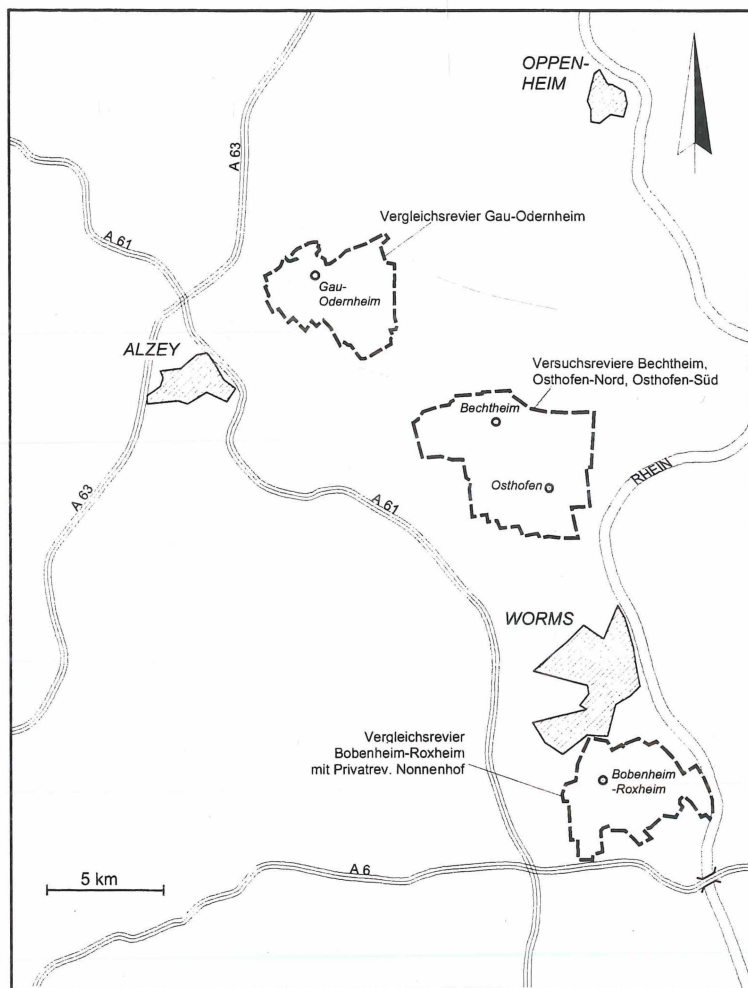 OPPEN-
HEIM
A 63
A 61
Vergleichsrevier Gau-Odernheim
Gau-
Odernheim
ALZEY
Versuchsreviere Bechtheim,
Osthofen-Nord, Osthofen-Süd
Bechtheim
Osthofen
RHEIN
A 63
A 61
WORMS
Vergleichsrevier
Bobenheim-Roxheim
mit Privatrev. Nonnenhof
Bobenheim
-Roxheim
A 6
5 km